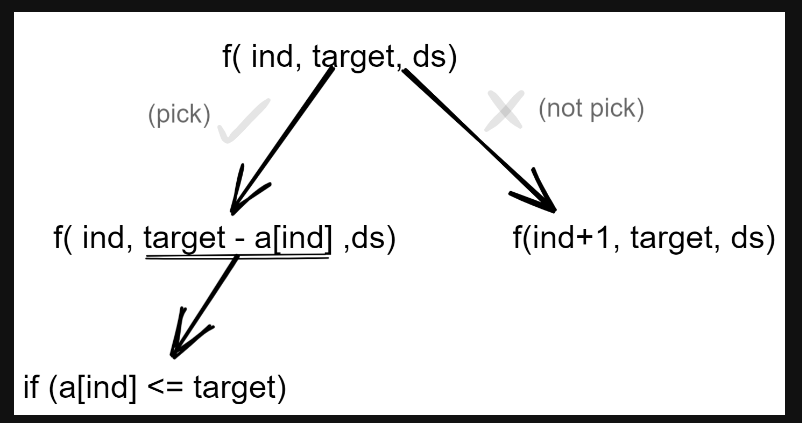 f( ind, target, ds)
(pick)
(not pick)
f( ind, target - a[ind] ,ds)
f(ind+1, target, ds)
if (a[ind] <= target)